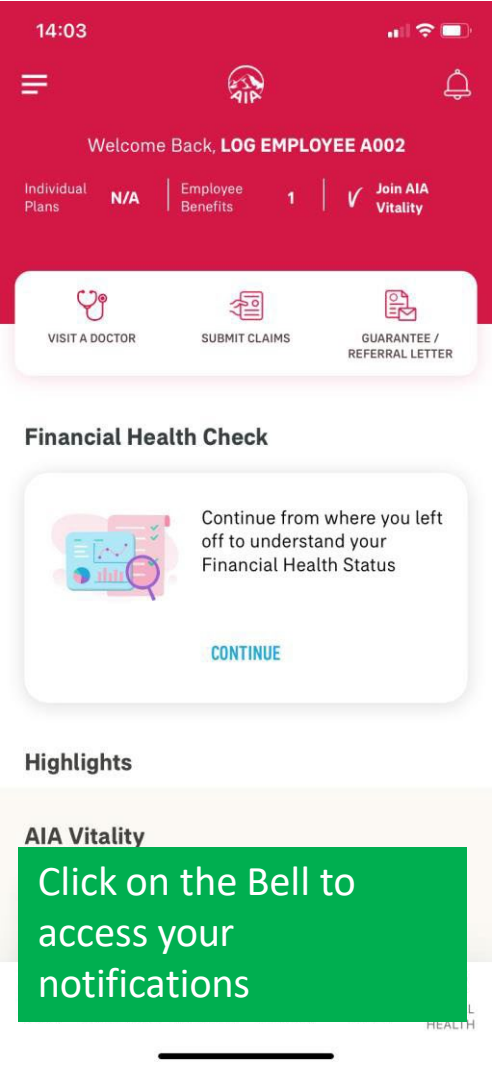 14:03
AIA
Welcome Back, LOG EMPLOYEE A002
Individual Plans N/A
Employee Benefits 1
Join AIA Vitality
VISIT A DOCTOR
SUBMIT CLAIMS
GUARANTEE /
REFERRAL LETTER
Financial Health Check
Continue from where you left
off to understand your
Financial Health Status
CONTINUE
Highlights
AIA Vitality
Click on the Bell to
access your
notifications
L
HEALTH